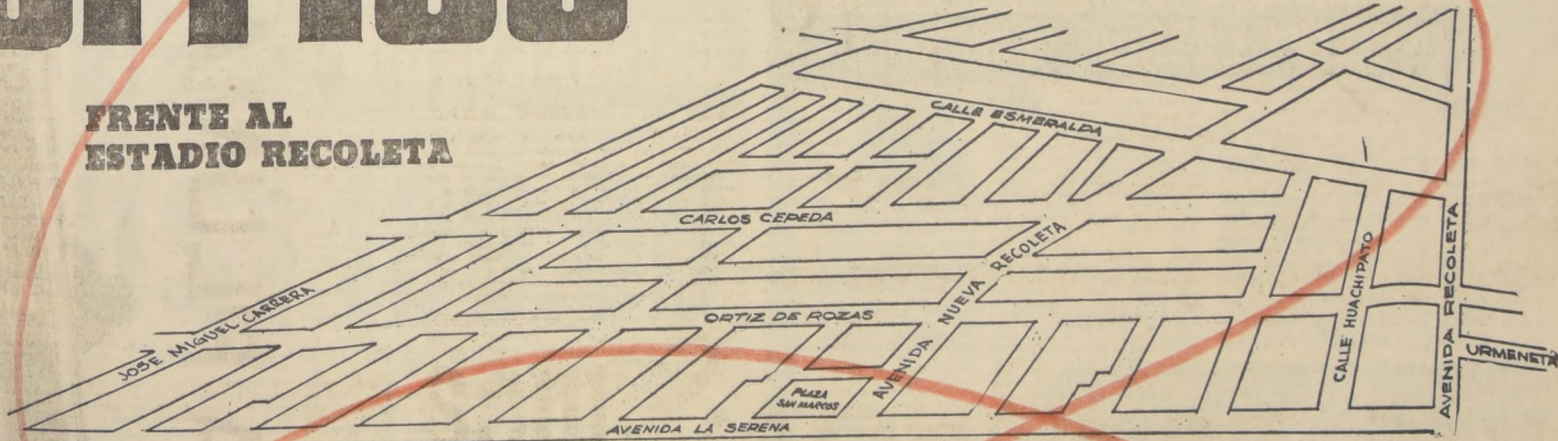 FRENTE AL
ESTADIO RECOLETA
CALLE ESMERALDA
CARLOS CEPEDA
JOSE MIGUEL CARRERA
ORTIZ DE ROZAS
AVENIDA NUEVA RECOLETA
CALLE HUACHIPATO
AVENIDA RECOLETA
URMENETA
PLAZA
SAN MARCOS
AVENIDA LA SERENA